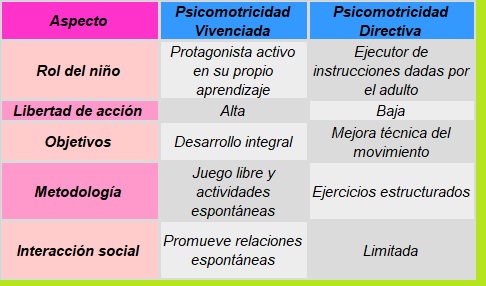 Aspecto
Psicomotricidad
Vivenciada
Psicomotricidad
Directiva
Rol del niño
Protagonista activo
en su propio
aprendizaje
Ejecutor de
instrucciones dadas por
el adulto
Libertad de acción
Alta
Baja
Objetivos
Desarrollo integral
Mejora técnica del
movimiento
Metodología
Juego libre y
actividades
espontáneas
Ejercicios estructurados
Interacción social
Promueve relaciones
espontáneas
Limitada